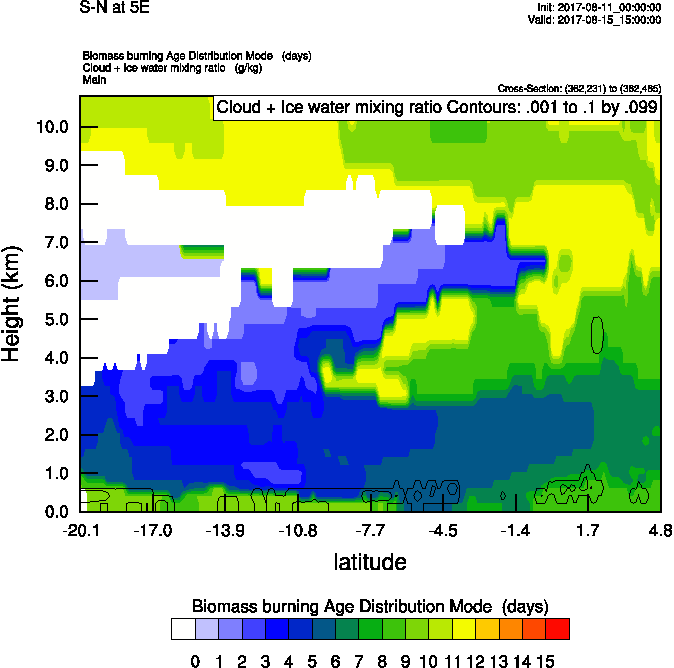 S-N at 5E
Init: 2017-08-11_00:00:00
Valid: 2017-08-15_15:00:00
Biomass burning Age Distribution Mode (days)
Cloud + Ice water mixing ratio (g/kg)
Main
Cross-Section: (362,231) to (362,485)
Cloud + Ice water mixing ratio Contours: .001 to .1 by .099
10.0
9.0
8.0
7.0
6.0
5.0
4.0
3.0
2.0
1.0
0.0
Height (km)
-20.1 -17.0 -13.9 -10.8 -7.7 -4.5 -1.4 1.7 4.8
latitude
Biomass burning Age Distribution Mode (days)
0 1 2 3 4 5 6 7 8 9 10 11 12 13 14 15